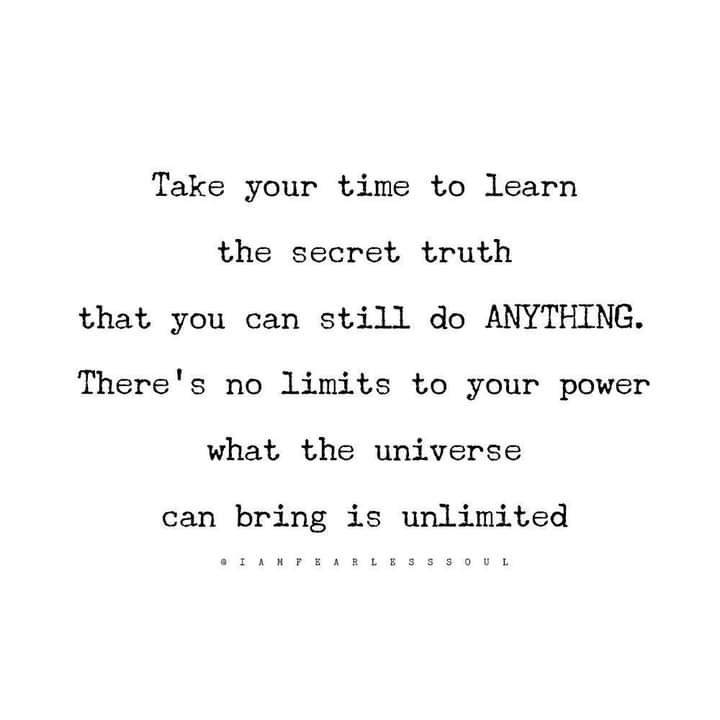 Take your time to learn
the secret truth
that you can still do ANYTHING.
There's no limits to your power
what the universe
can bring is unlimited
@IAMFEARLESSSOUL